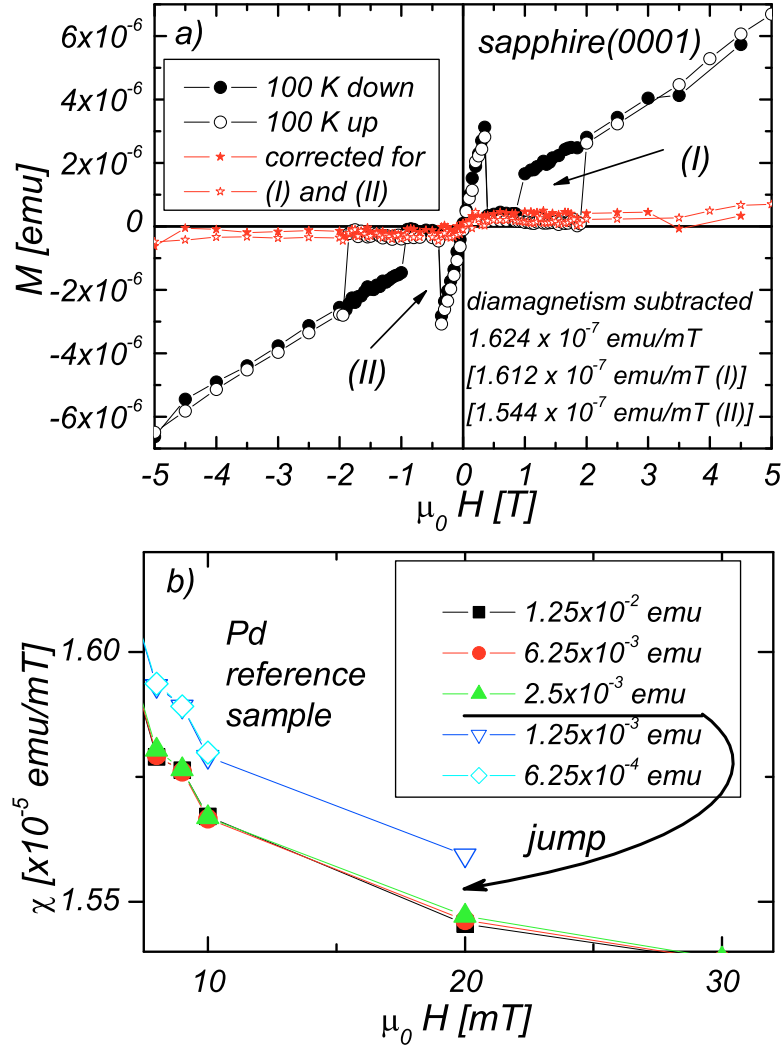 a)
sapphire(0001)
100 K down
100 K up
corrected for
(I) and (II)
(I)
(II)
diamagnetism subtracted
1.624 x 10⁻⁷ emu/mT
[1.612 x 10⁻⁷ emu/mT (I)]
[1.544 x 10⁻⁷ emu/mT (II)]
M [emu]
6x10⁻⁶
4x10⁻⁶
2x10⁻⁶
0
-2x10⁻⁶
-4x10⁻⁶
-6x10⁻⁶
-5 -4 -3 -2 -1 0 1 2 3 4 5
μ₀ H [T]
b)
Pd
reference
sample
1.25x10⁻² emu
6.25x10⁻³ emu
2.5x10⁻³ emu
1.25x10⁻³ emu
6.25x10⁻⁴ emu
jump
χ [x10⁻⁵ emu/mT]
1.60
1.55
10 20 30
μ₀ H [mT]